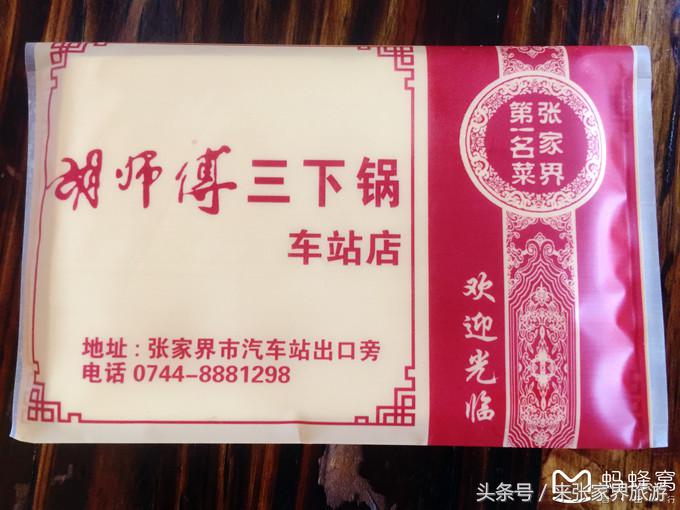 胡师傅三下锅
车站店
地址：张家界市汽车站出口旁
电话 0744-8881298
张家界
第一名菜
欢迎光临
蚂蜂窝
头条号／来张家界旅游